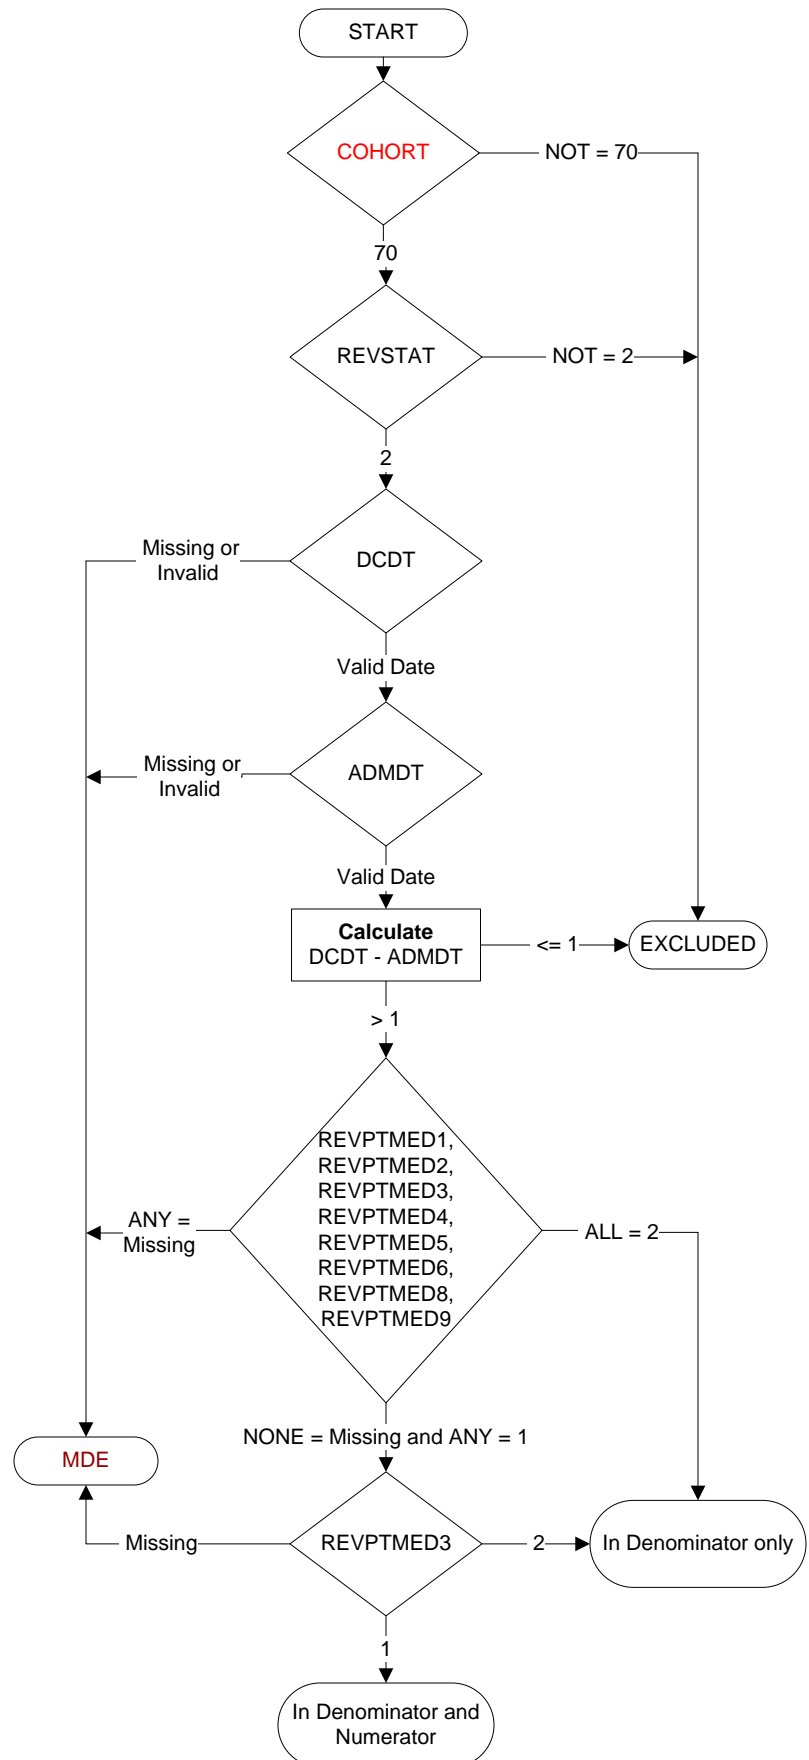 START
COHORT
NOT = 70
70
REVSTAT
NOT = 2
2
Missing or
Invalid
DCDT
Valid Date
Missing or
Invalid
ADMDT
Valid Date
Calculate
DCDT - ADMDT
<= 1
EXCLUDED
> 1
REVPTMED1,
REVPTMED2,
REVPTMED3,
REVPTMED4,
REVPTMED5,
REVPTMED6,
REVPTMED8,
REVPTMED9
ANY =
Missing
ALL = 2
NONE = Missing and ANY = 1
MDE
Missing
REVPTMED3
2
In Denominator only
1
In Denominator and
Numerator